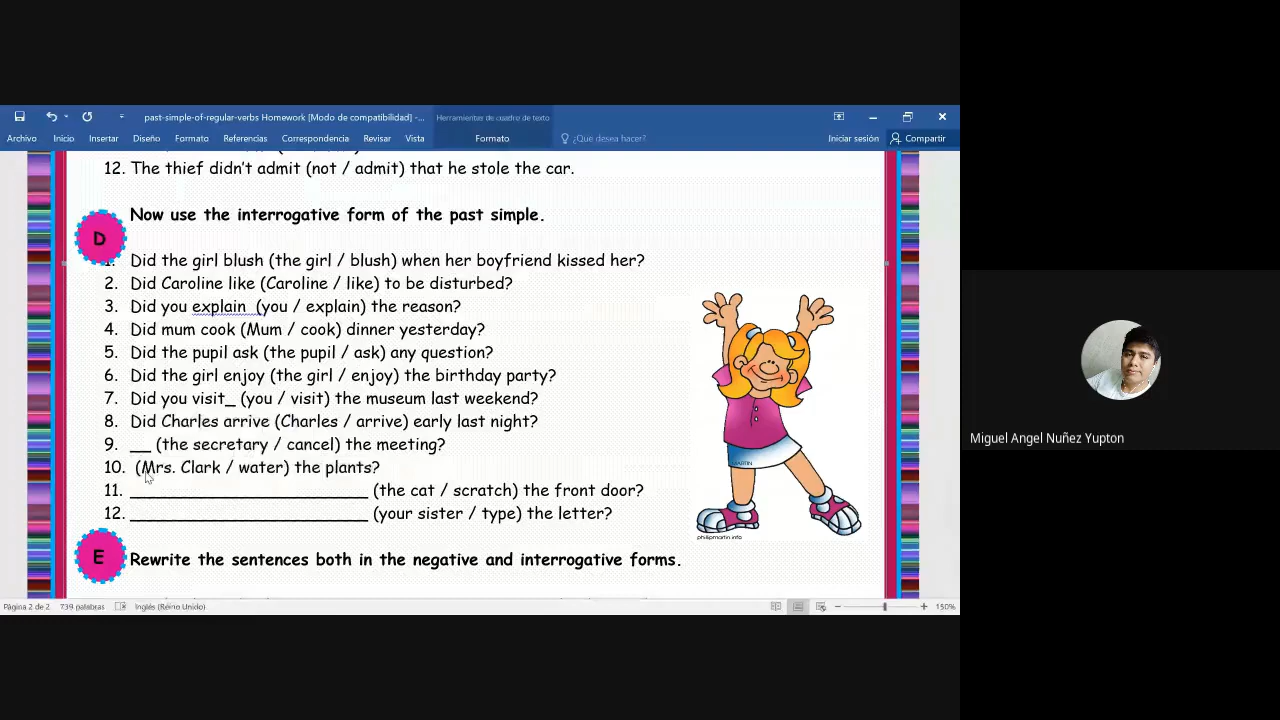 past-simple-of-regular-verbs Homework [Modo de compatibilidad] -...
Herramientas de cuadro de texto
Archivo Inicio Insertar Diseño Formato Referencias Correspondencia Revisar Vista Formato ¿Qué desea hacer? Iniciar sesión Compartir
12. The thief didn't admit (not / admit) that he stole the car.
Now use the interrogative form of the past simple.
D
1. Did the girl blush (the girl / blush) when her boyfriend kissed her?
2. Did Caroline like (Caroline / like) to be disturbed?
3. Did you explain (you / explain) the reason?
4. Did mum cook (Mum / cook) dinner yesterday?
5. Did the pupil ask (the pupil / ask) any question?
6. Did the girl enjoy (the girl / enjoy) the birthday party?
7. Did you visit_ (you / visit) the museum last weekend?
8. Did Charles arrive (Charles / arrive) early last night?
9. __ (the secretary / cancel) the meeting?
10. (Mrs. Clark / water) the plants?
11. ________________________ (the cat / scratch) the front door?
12. ________________________ (your sister / type) the letter?
MARTIN
phillipmartin.info
E
Rewrite the sentences both in the negative and interrogative forms.
Página 2 de 2 739 palabras Inglés (Reino Unido) 150%
Miguel Angel Nuñez Yupton